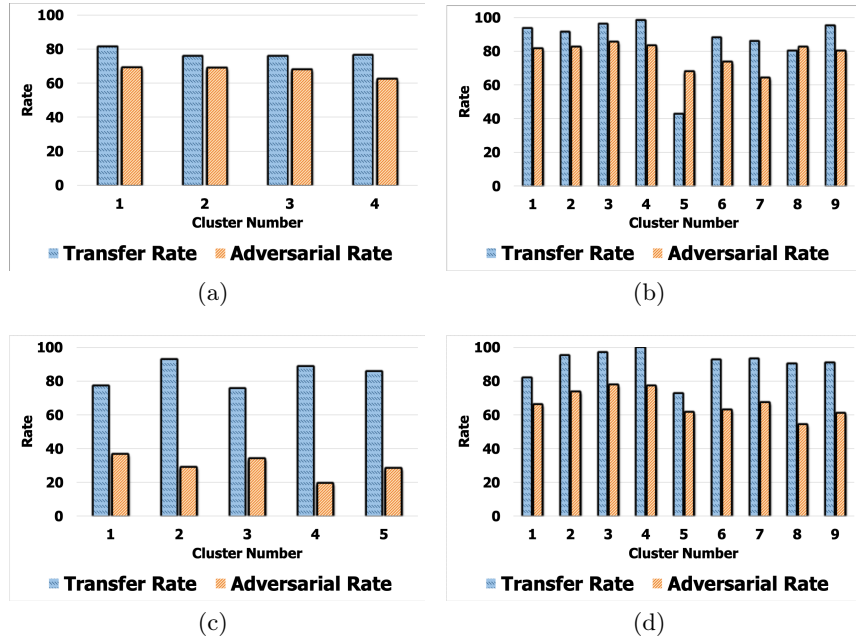 100
80
60
40
20
0
Rate
1 2 3 4
Cluster Number
Transfer Rate Adversarial Rate
(a)
100
80
60
40
20
0
Rate
1 2 3 4 5 6 7 8 9
Cluster Number
Transfer Rate Adversarial Rate
(b)
100
80
60
40
20
0
Rate
1 2 3 4 5
Cluster Number
Transfer Rate Adversarial Rate
(c)
100
80
60
40
20
0
Rate
1 2 3 4 5 6 7 8 9
Cluster Number
Transfer Rate Adversarial Rate
(d)